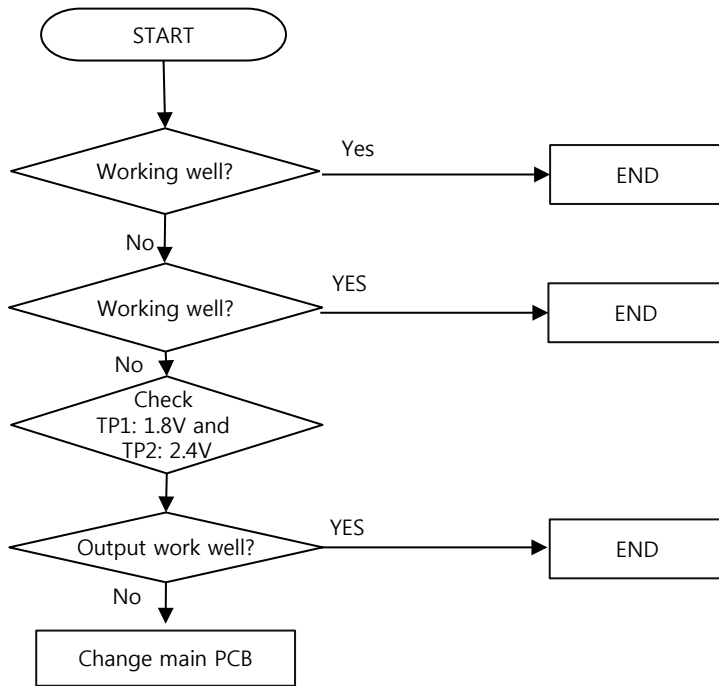 START
Working well?
Yes
END
No
Working well?
YES
END
No
Check
TP1: 1.8V and
TP2: 2.4V
Output work well?
YES
END
No
Change main PCB